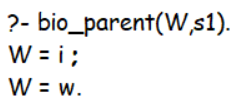 ?- bio_parent(W,s1).
W = i ;
W = w.